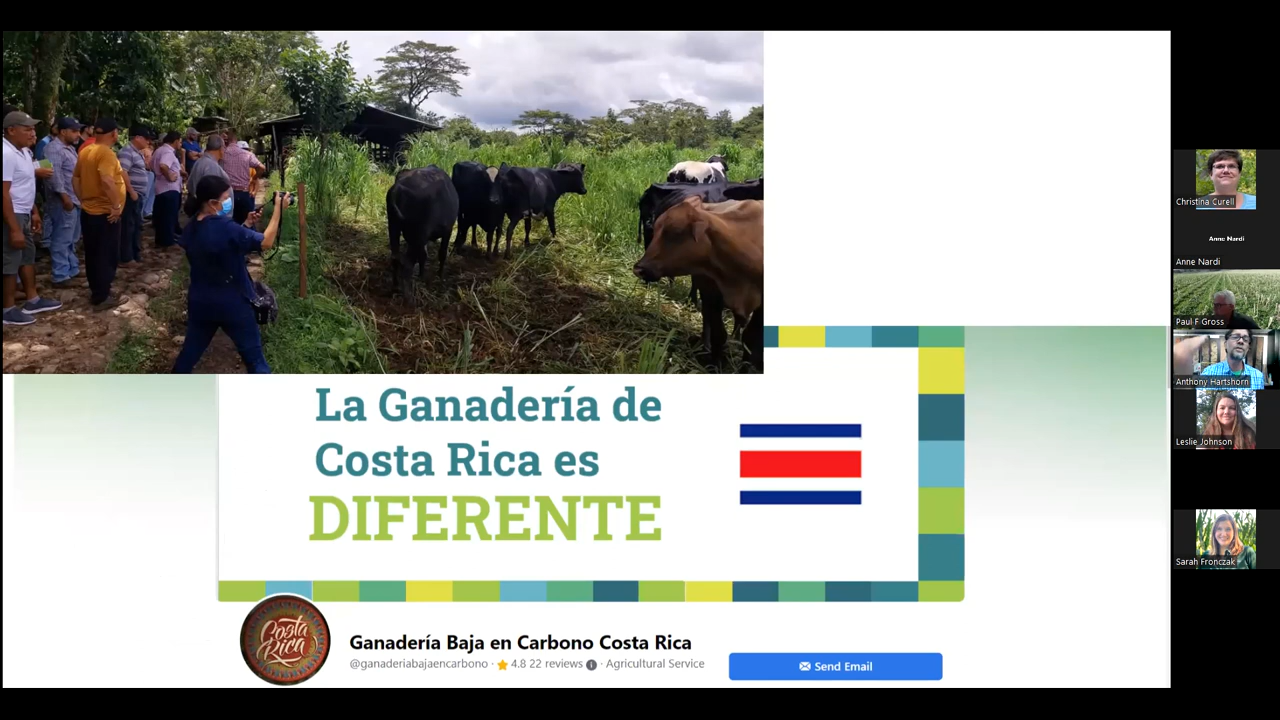 La Ganadería de
Costa Rica es
DIFERENTE
Costa
Rica
Ganadería Baja en Carbono Costa Rica
@ganaderiabajaencarbono · 4.8 22 reviews · Agricultural Service
Send Email
Christina Curell
Anne Nardi
Anne Nardi
Paul F Gross
Anthony Hartshorn
Leslie Johnson
Sarah Fronczak